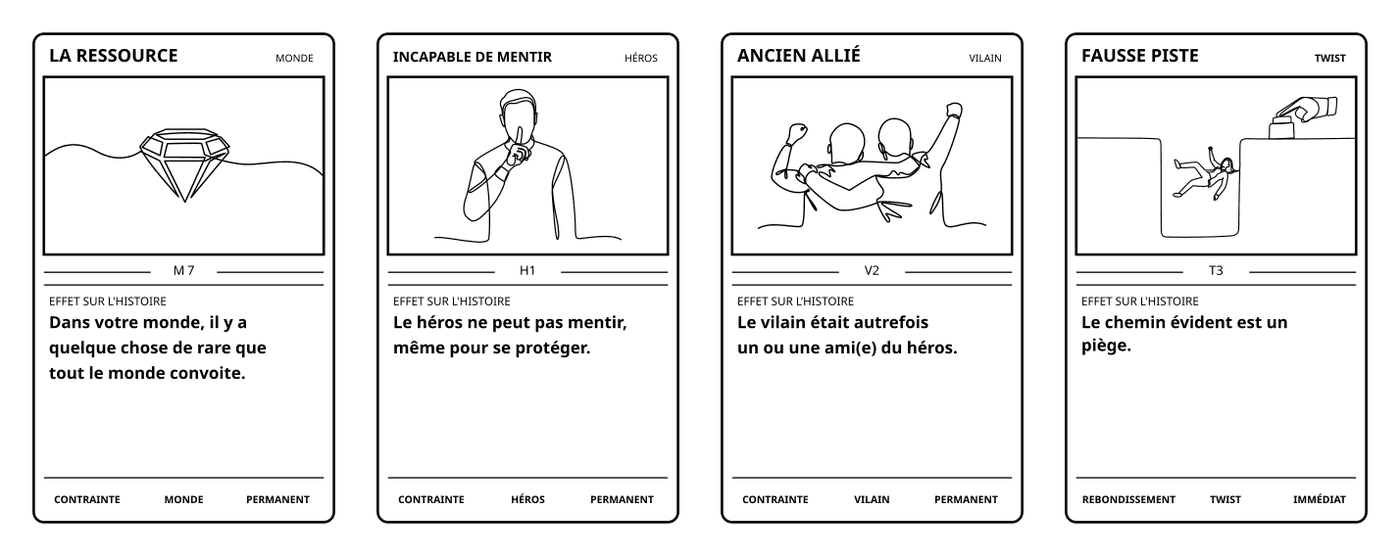 LA RESSOURCE MONDE
M 7
EFFET SUR L'HISTOIRE
Dans votre monde, il y a
quelque chose de rare que
tout le monde convoite.
CONTRAINTE MONDE PERMANENT
INCAPABLE DE MENTIR HÉROS
H1
EFFET SUR L'HISTOIRE
Le héros ne peut pas mentir,
même pour se protéger.
CONTRAINTE HÉROS PERMANENT
ANCIEN ALLIÉ VILAIN
V2
EFFET SUR L’HISTOIRE
Le vilain était autrefois
un ou une ami(e) du héros.
CONTRAINTE VILAIN PERMANENT
FAUSSE PISTE TWIST
T3
EFFET SUR L'HISTOIRE
Le chemin évident est un
piège.
REBONDISSEMENT TWIST IMMÉDIAT